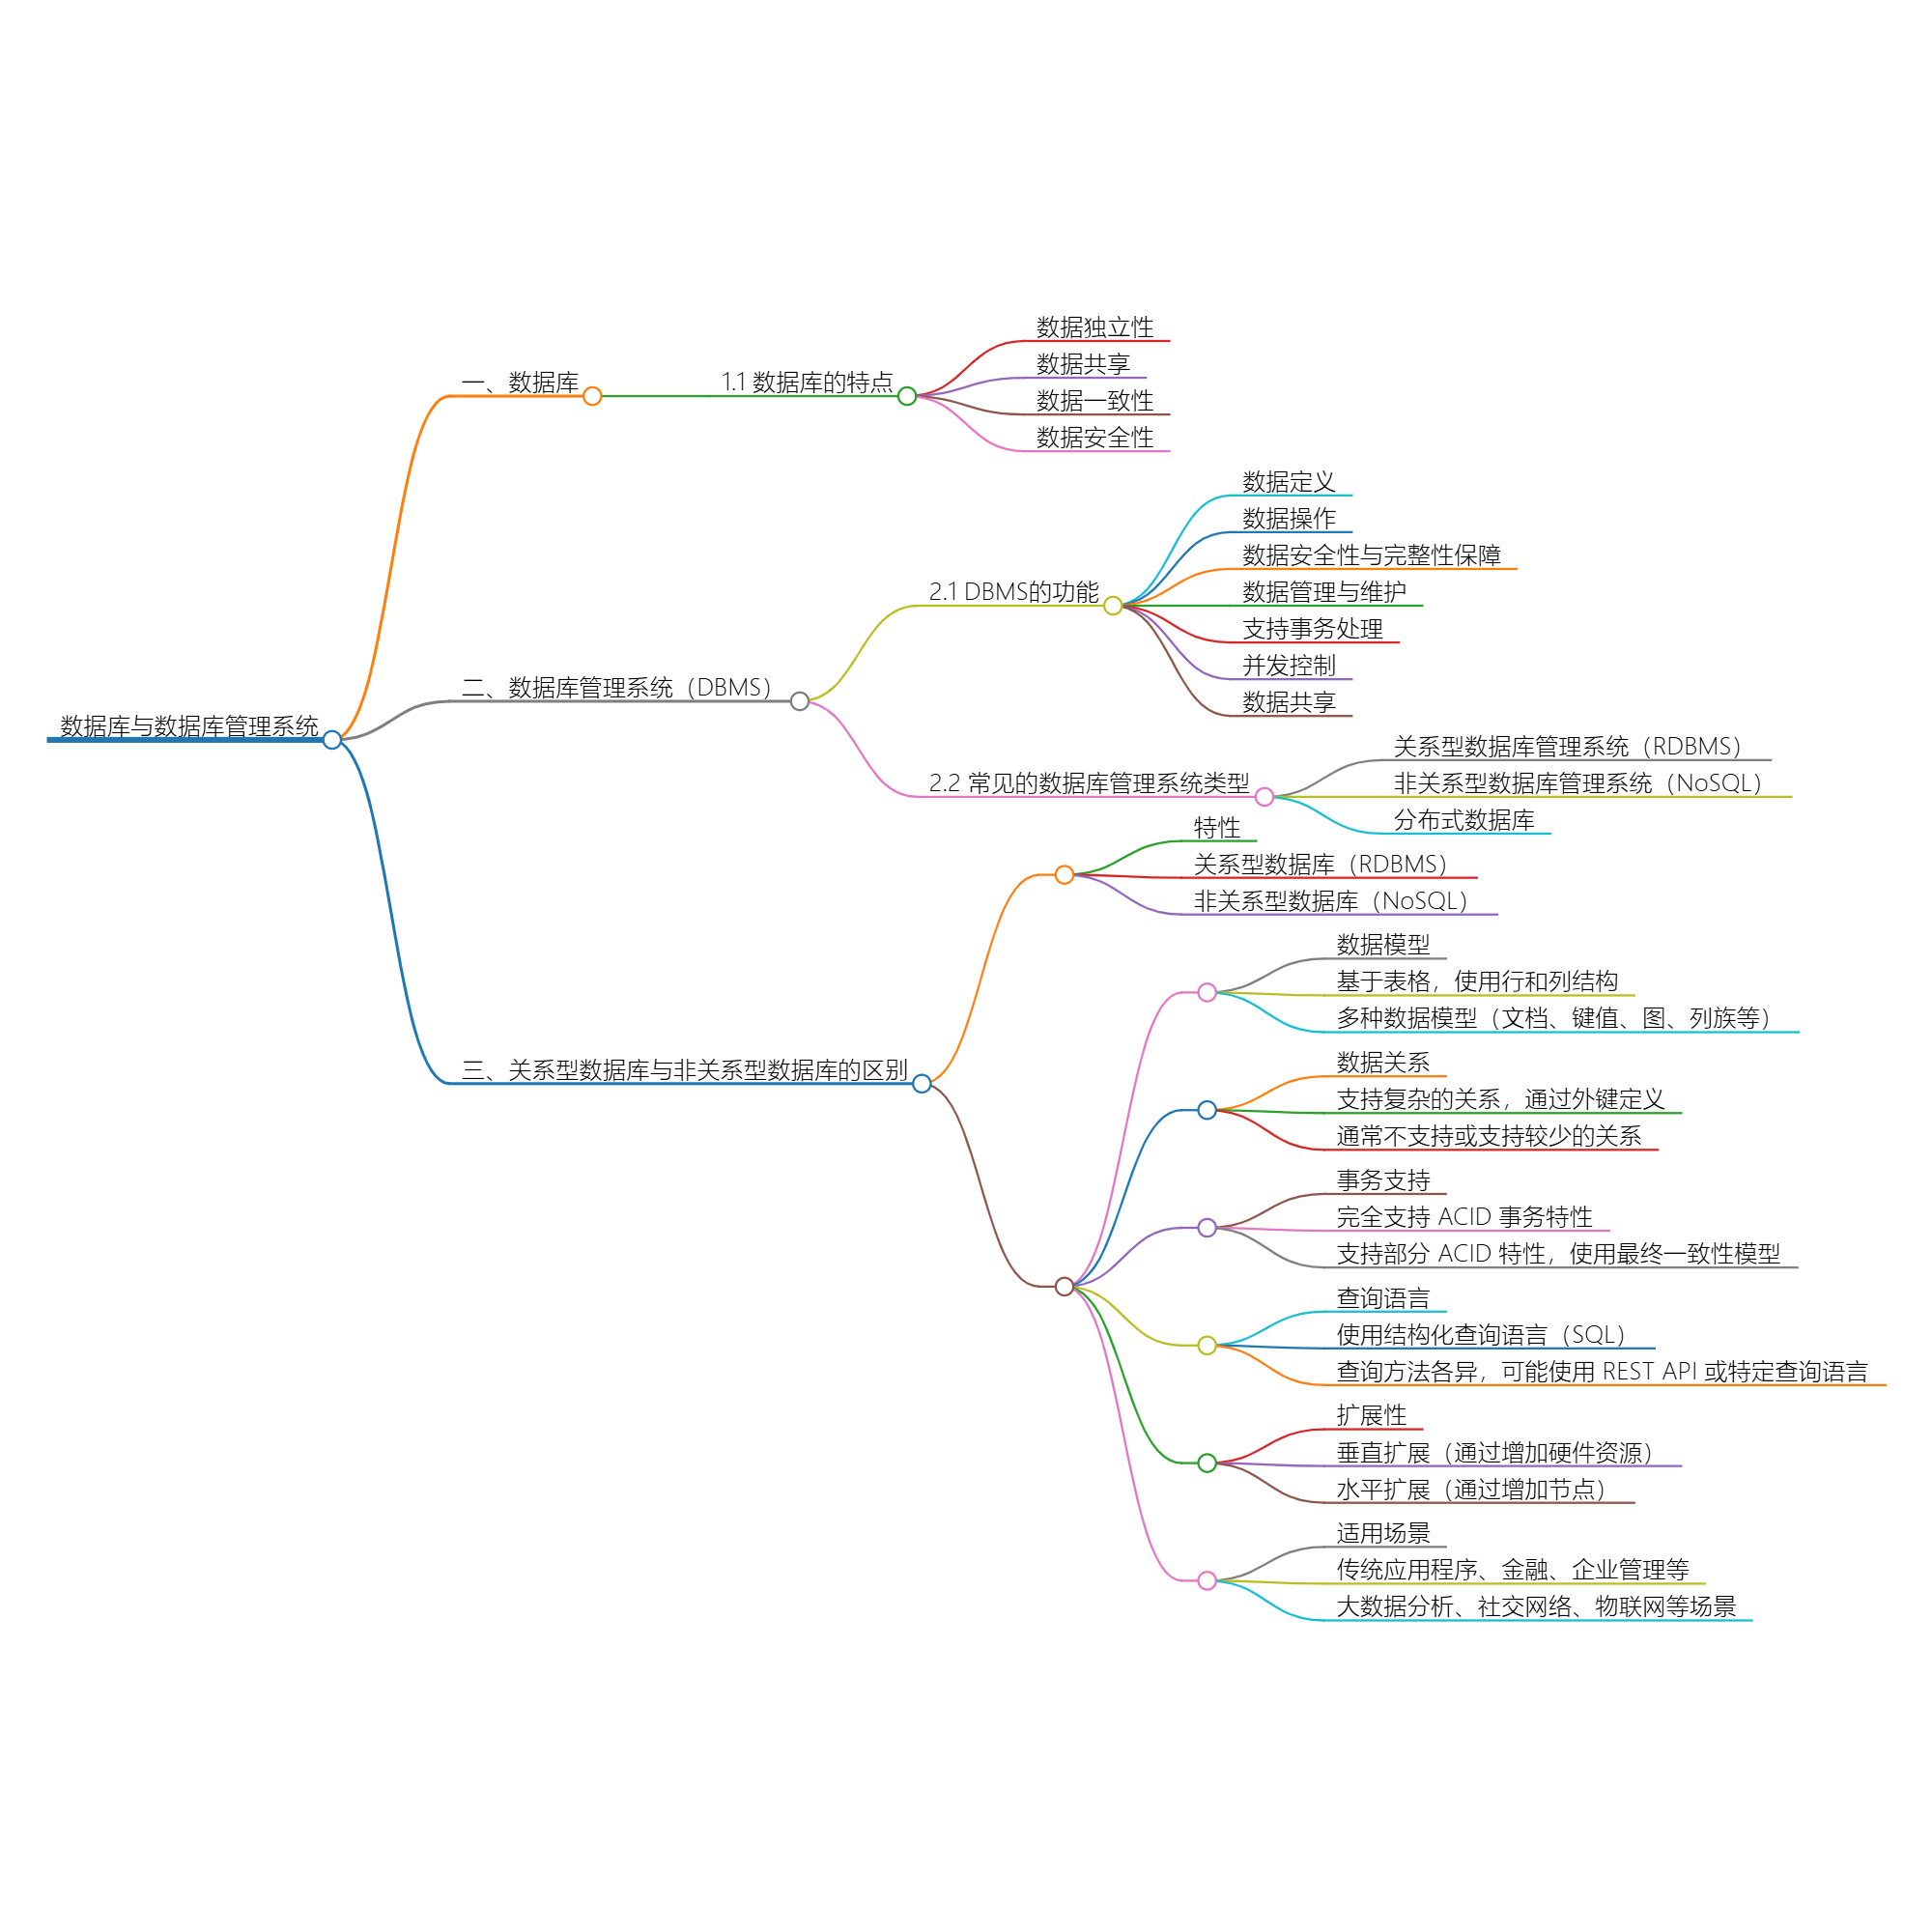 数据库与数据库管理系统
一、数据库
1.1 数据库的特点
数据独立性
数据共享
数据一致性
数据安全性
二、数据库管理系统（DBMS）
2.1 DBMS的功能
数据定义
数据操作
数据安全性与完整性保障
数据管理与维护
支持事务处理
并发控制
数据共享
2.2 常见的数据库管理系统类型
关系型数据库管理系统（RDBMS）
非关系型数据库管理系统（NoSQL）
分布式数据库
三、关系型数据库与非关系型数据库的区别
特性
关系型数据库（RDBMS）
非关系型数据库（NoSQL）
数据模型
基于表格，使用行和列结构
多种数据模型（文档、键值、图、列族等）
数据关系
支持复杂的关系，通过外键定义
通常不支持或支持较少的关系
事务支持
完全支持 ACID 事务特性
支持部分 ACID 特性，使用最终一致性模型
查询语言
使用结构化查询语言（SQL）
查询方法各异，可能使用 REST API 或特定查询语言
扩展性
垂直扩展（通过增加硬件资源）
水平扩展（通过增加节点）
适用场景
传统应用程序、金融、企业管理等
大数据分析、社交网络、物联网等场景